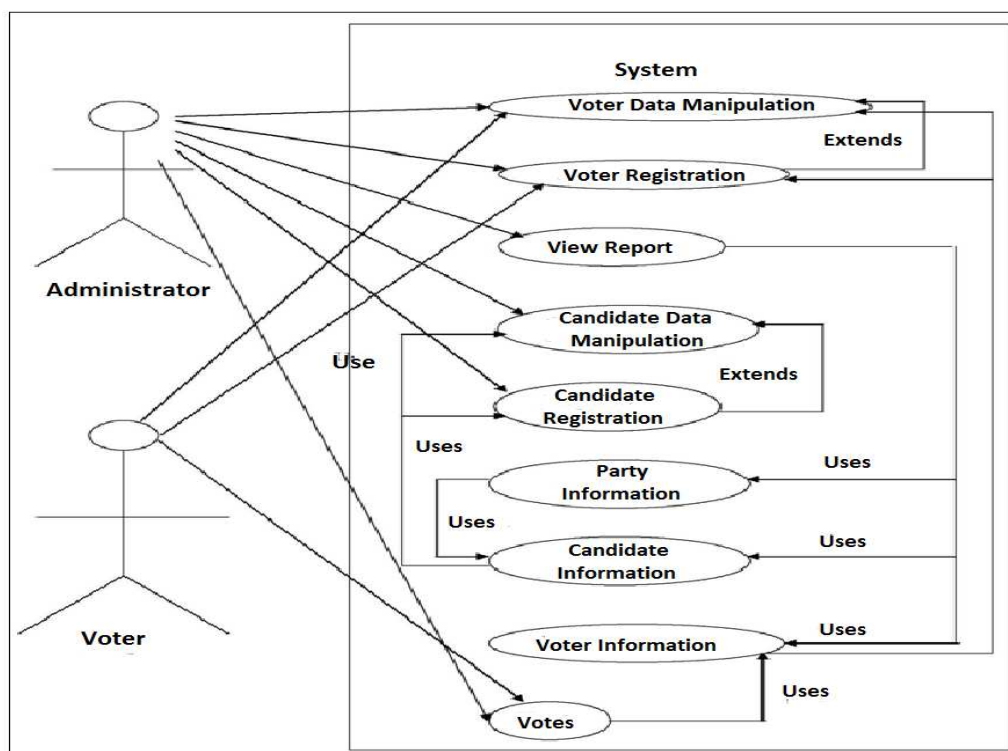 System
Voter Data Manipulation
Extends
Voter Registration
View Report
Administrator
Candidate Data
Manipulation
Use
Extends
Candidate
Registration
Uses
Party
Information
Uses
Uses
Candidate
Information
Uses
Voter
Voter Information
Uses
Uses
Votes